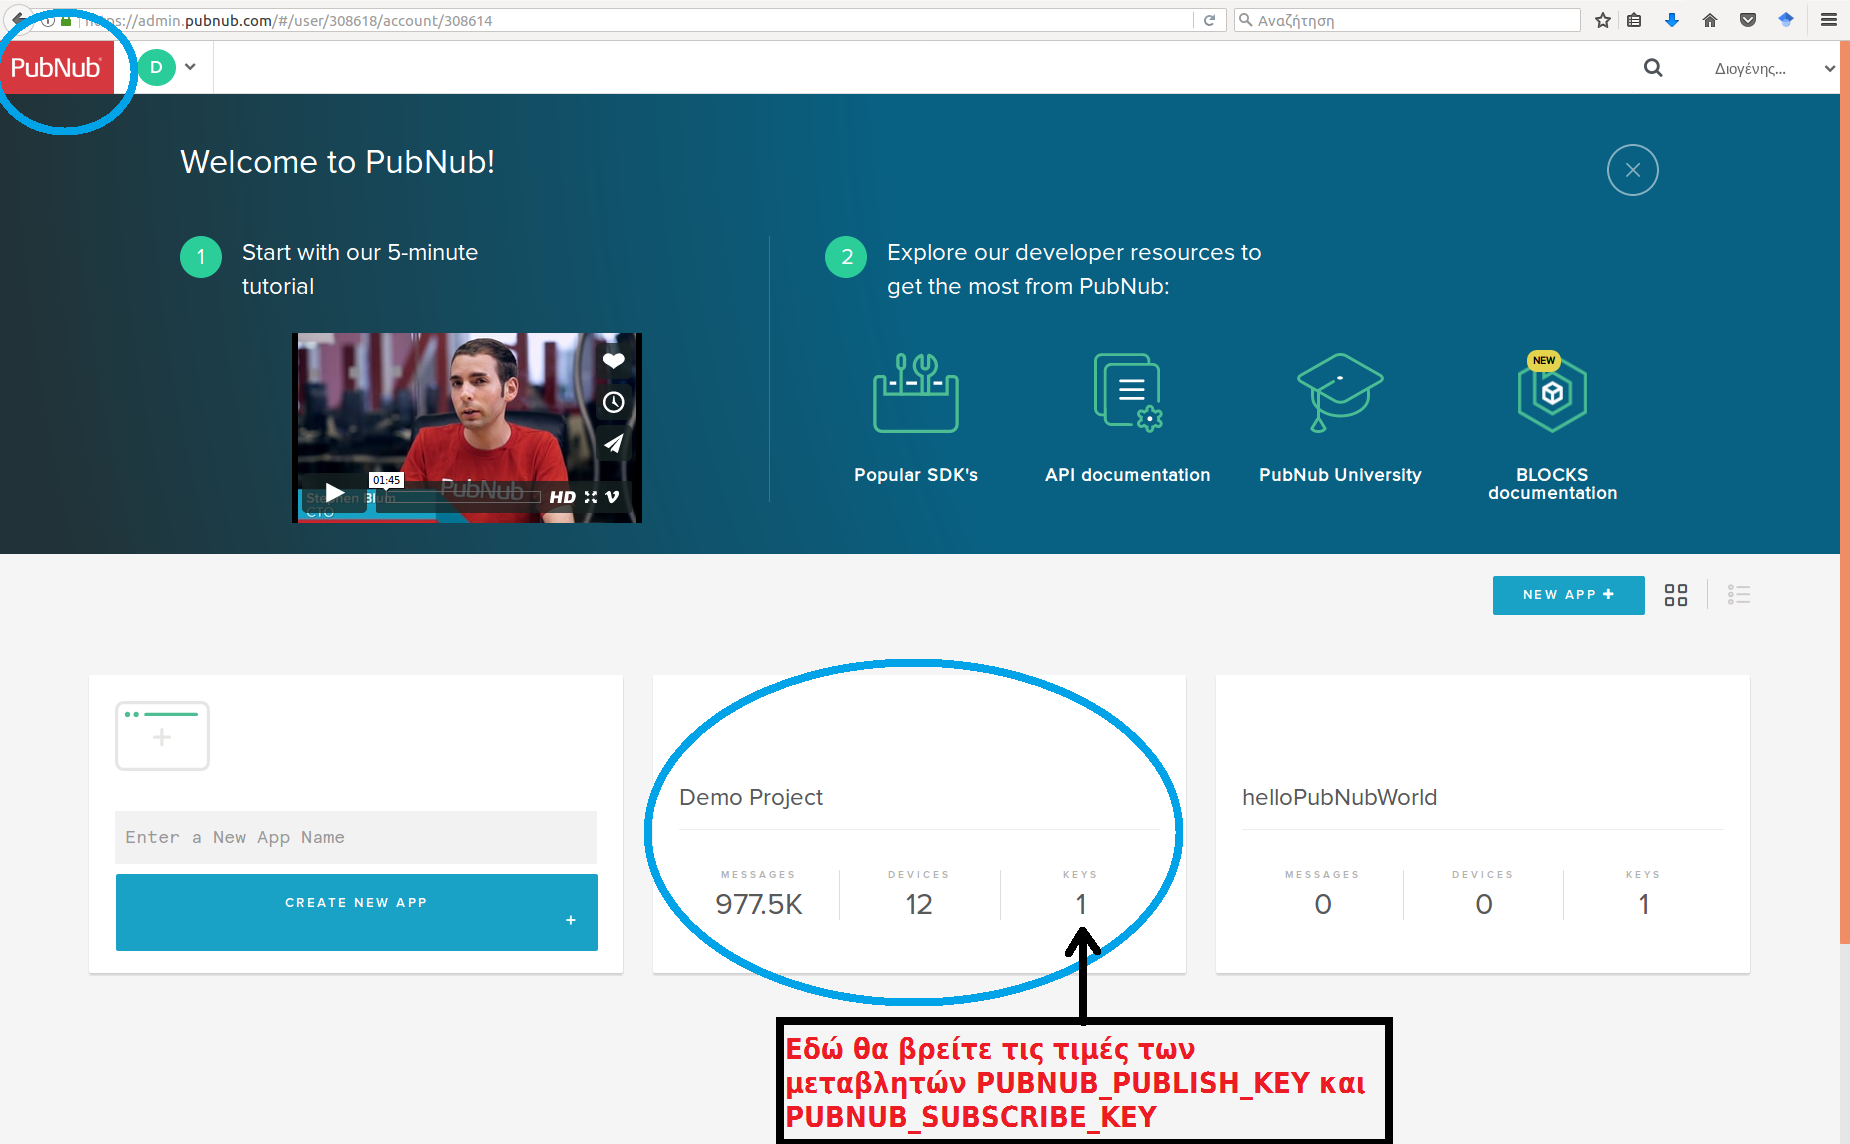 https://admin.pubnub.com/#/user/308618/account/308614
Αναζήτηση
PubNub
D
Διογένης...
Welcome to PubNub!
1
Start with our 5-minute
tutorial
2
Explore our developer resources to
get the most from PubNub:
01:45
PubNub
Stephen Blum
CTO
HD
NEW
Popular SDK's
API documentation
PubNub University
BLOCKS
documentation
NEW APP +
Enter a New App Name
CREATE NEW APP
+
Demo Project
MESSAGES DEVICES KEYS
977.5K 12 1
helloPubNubWorld
MESSAGES DEVICES KEYS
0 0 1
Εδώ θα βρείτε τις τιμές των
μεταβλητών PUBNUB_PUBLISH_KEY και
PUBNUB_SUBSCRIBE_KEY